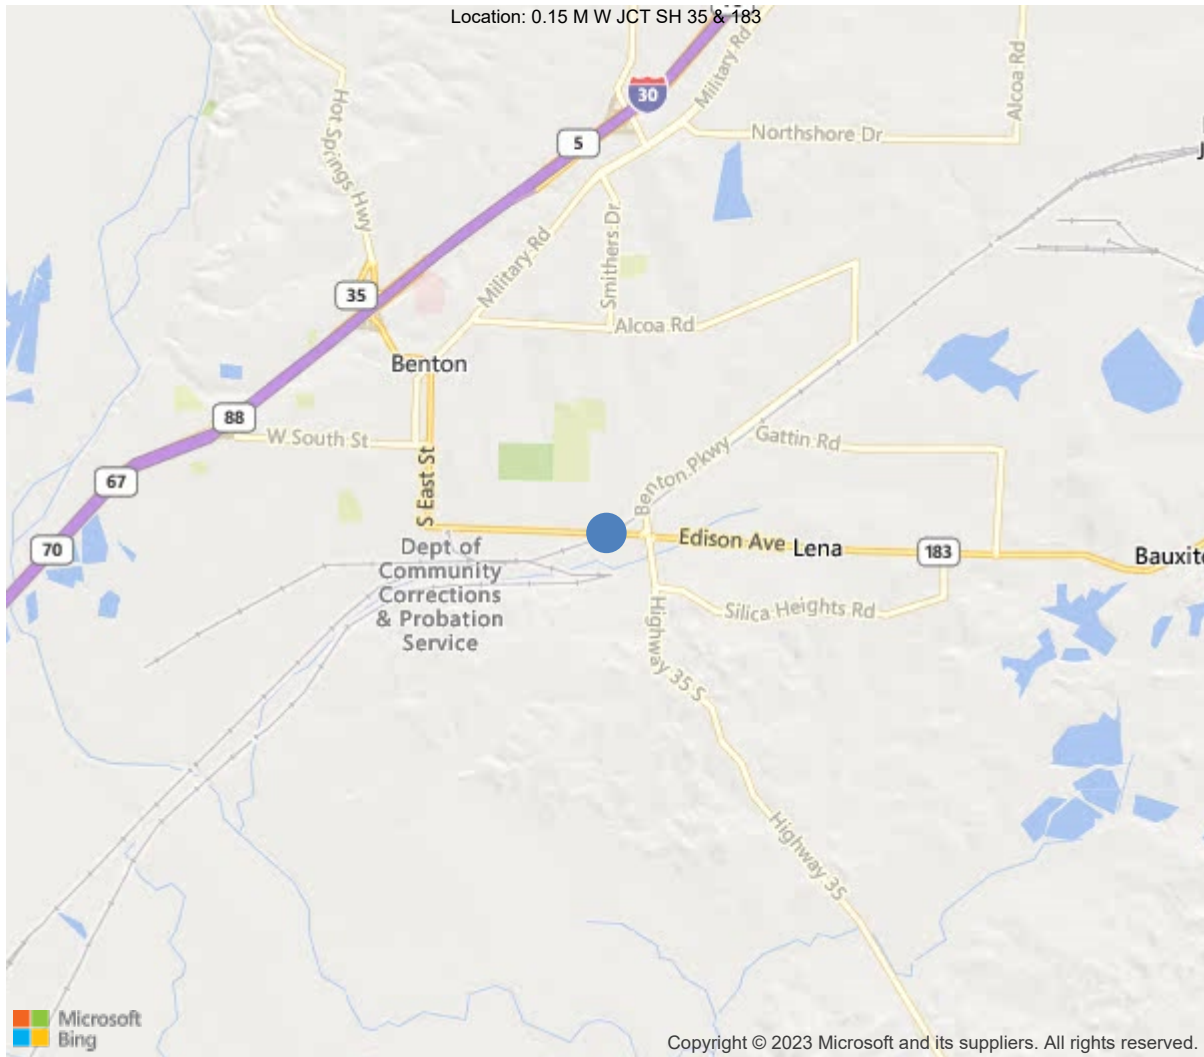 Location: 0.15 M W JCT SH 35 & 183
30
Military Rd
Alcoa Rd
Hot Springs Hwy
5
Northshore Dr
J
Military Rd
Smithers Dr
35
Alcoa Rd
Benton
88
W South St
Gattin Rd
67
S East St
Benton Pkwy
70
Edison Ave
Lena
183
Bauxite
Dept of
Community
Corrections
& Probation
Service
Silica Heights Rd
Highway 35 S
Highway 35
Microsoft
Bing
Copyright © 2023 Microsoft and its suppliers. All rights reserved.